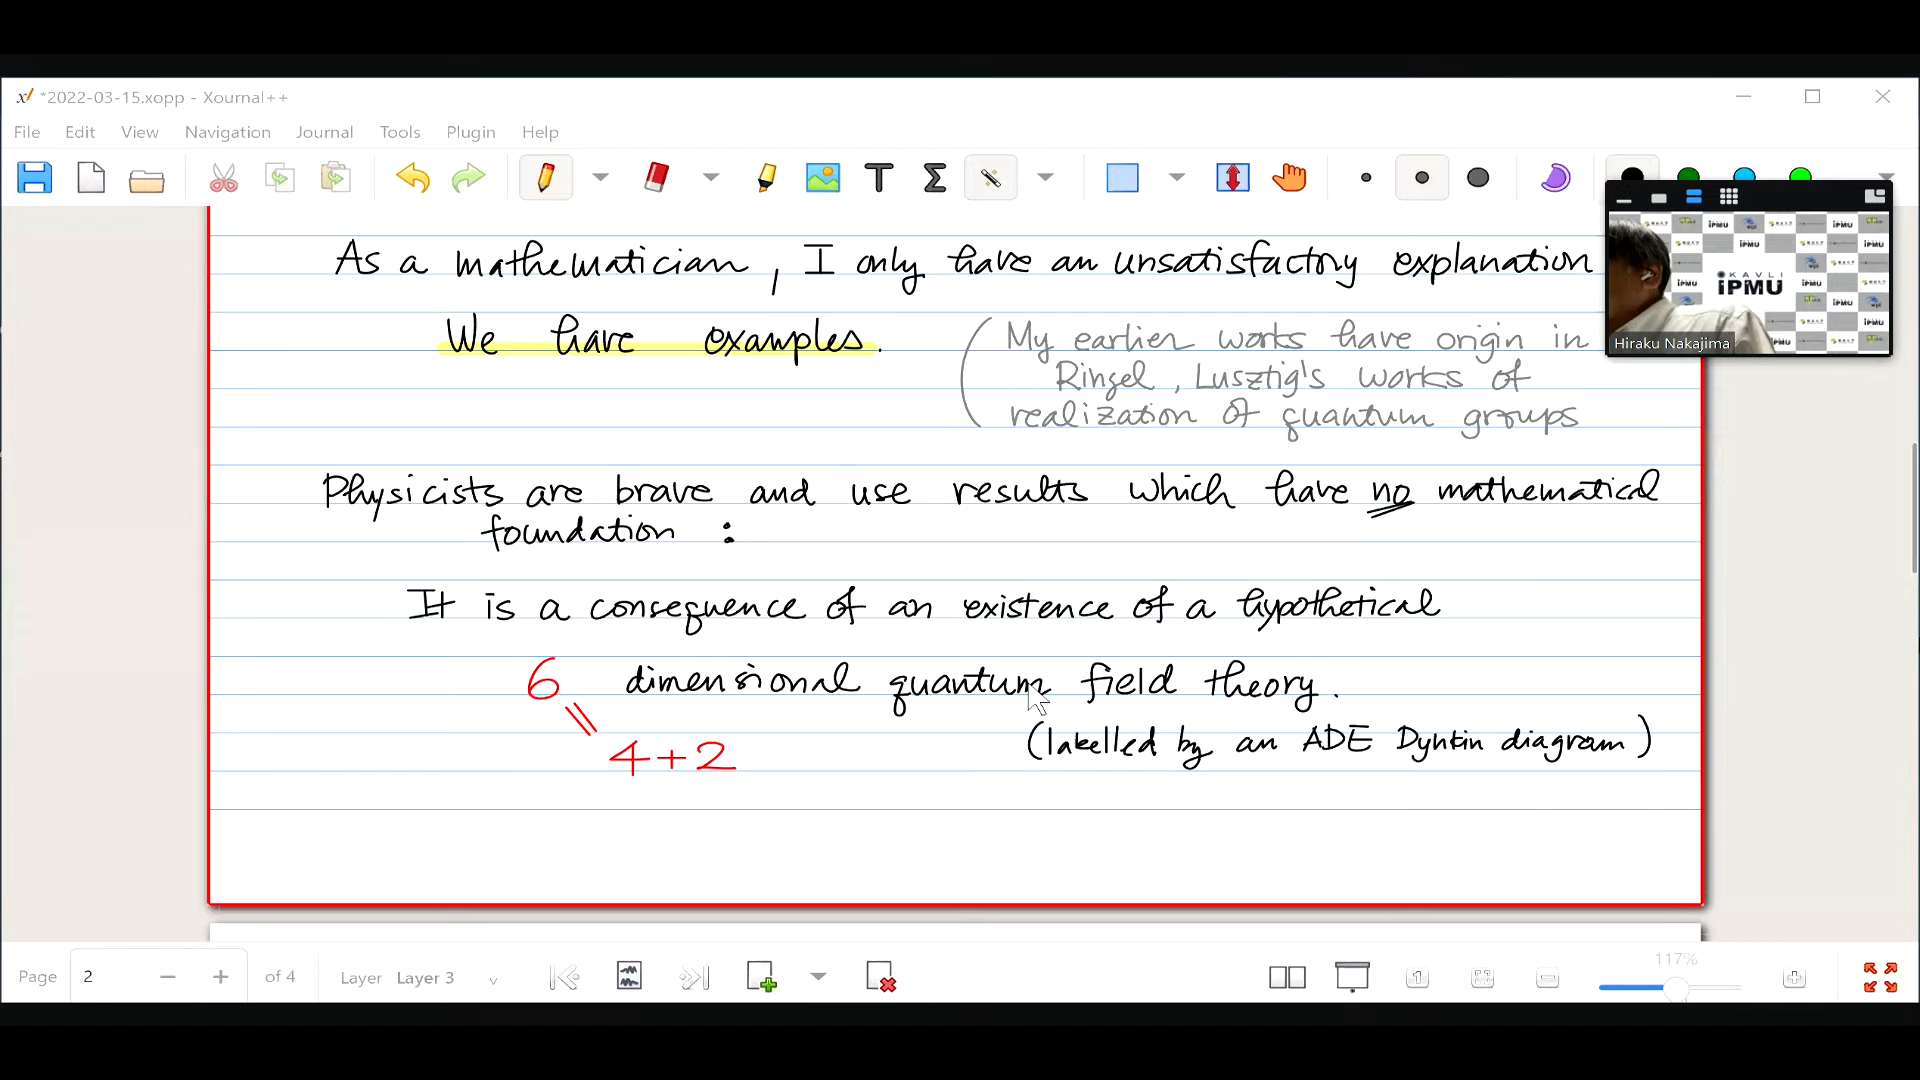 *2022-03-15.xopp - Xournal++
File Edit View Navigation Journal Tools Plugin Help
As a mathematician, I only have an unsatisfactory explanation
We have examples.
(My earlier works have origin in
Ringel, Lusztig's works of
realization of quantum groups
KAVLI
iPMU
Hiraku Nakajima
Physicists are brave and use results which have no mathematical
foundation :
It is a consequence of an existence of a hypothetical
6 dimensional quantum field theory.
4+2
(labelled by an ADE Dynkin diagram)
Page 2 of 4 Layer Layer 3 117%